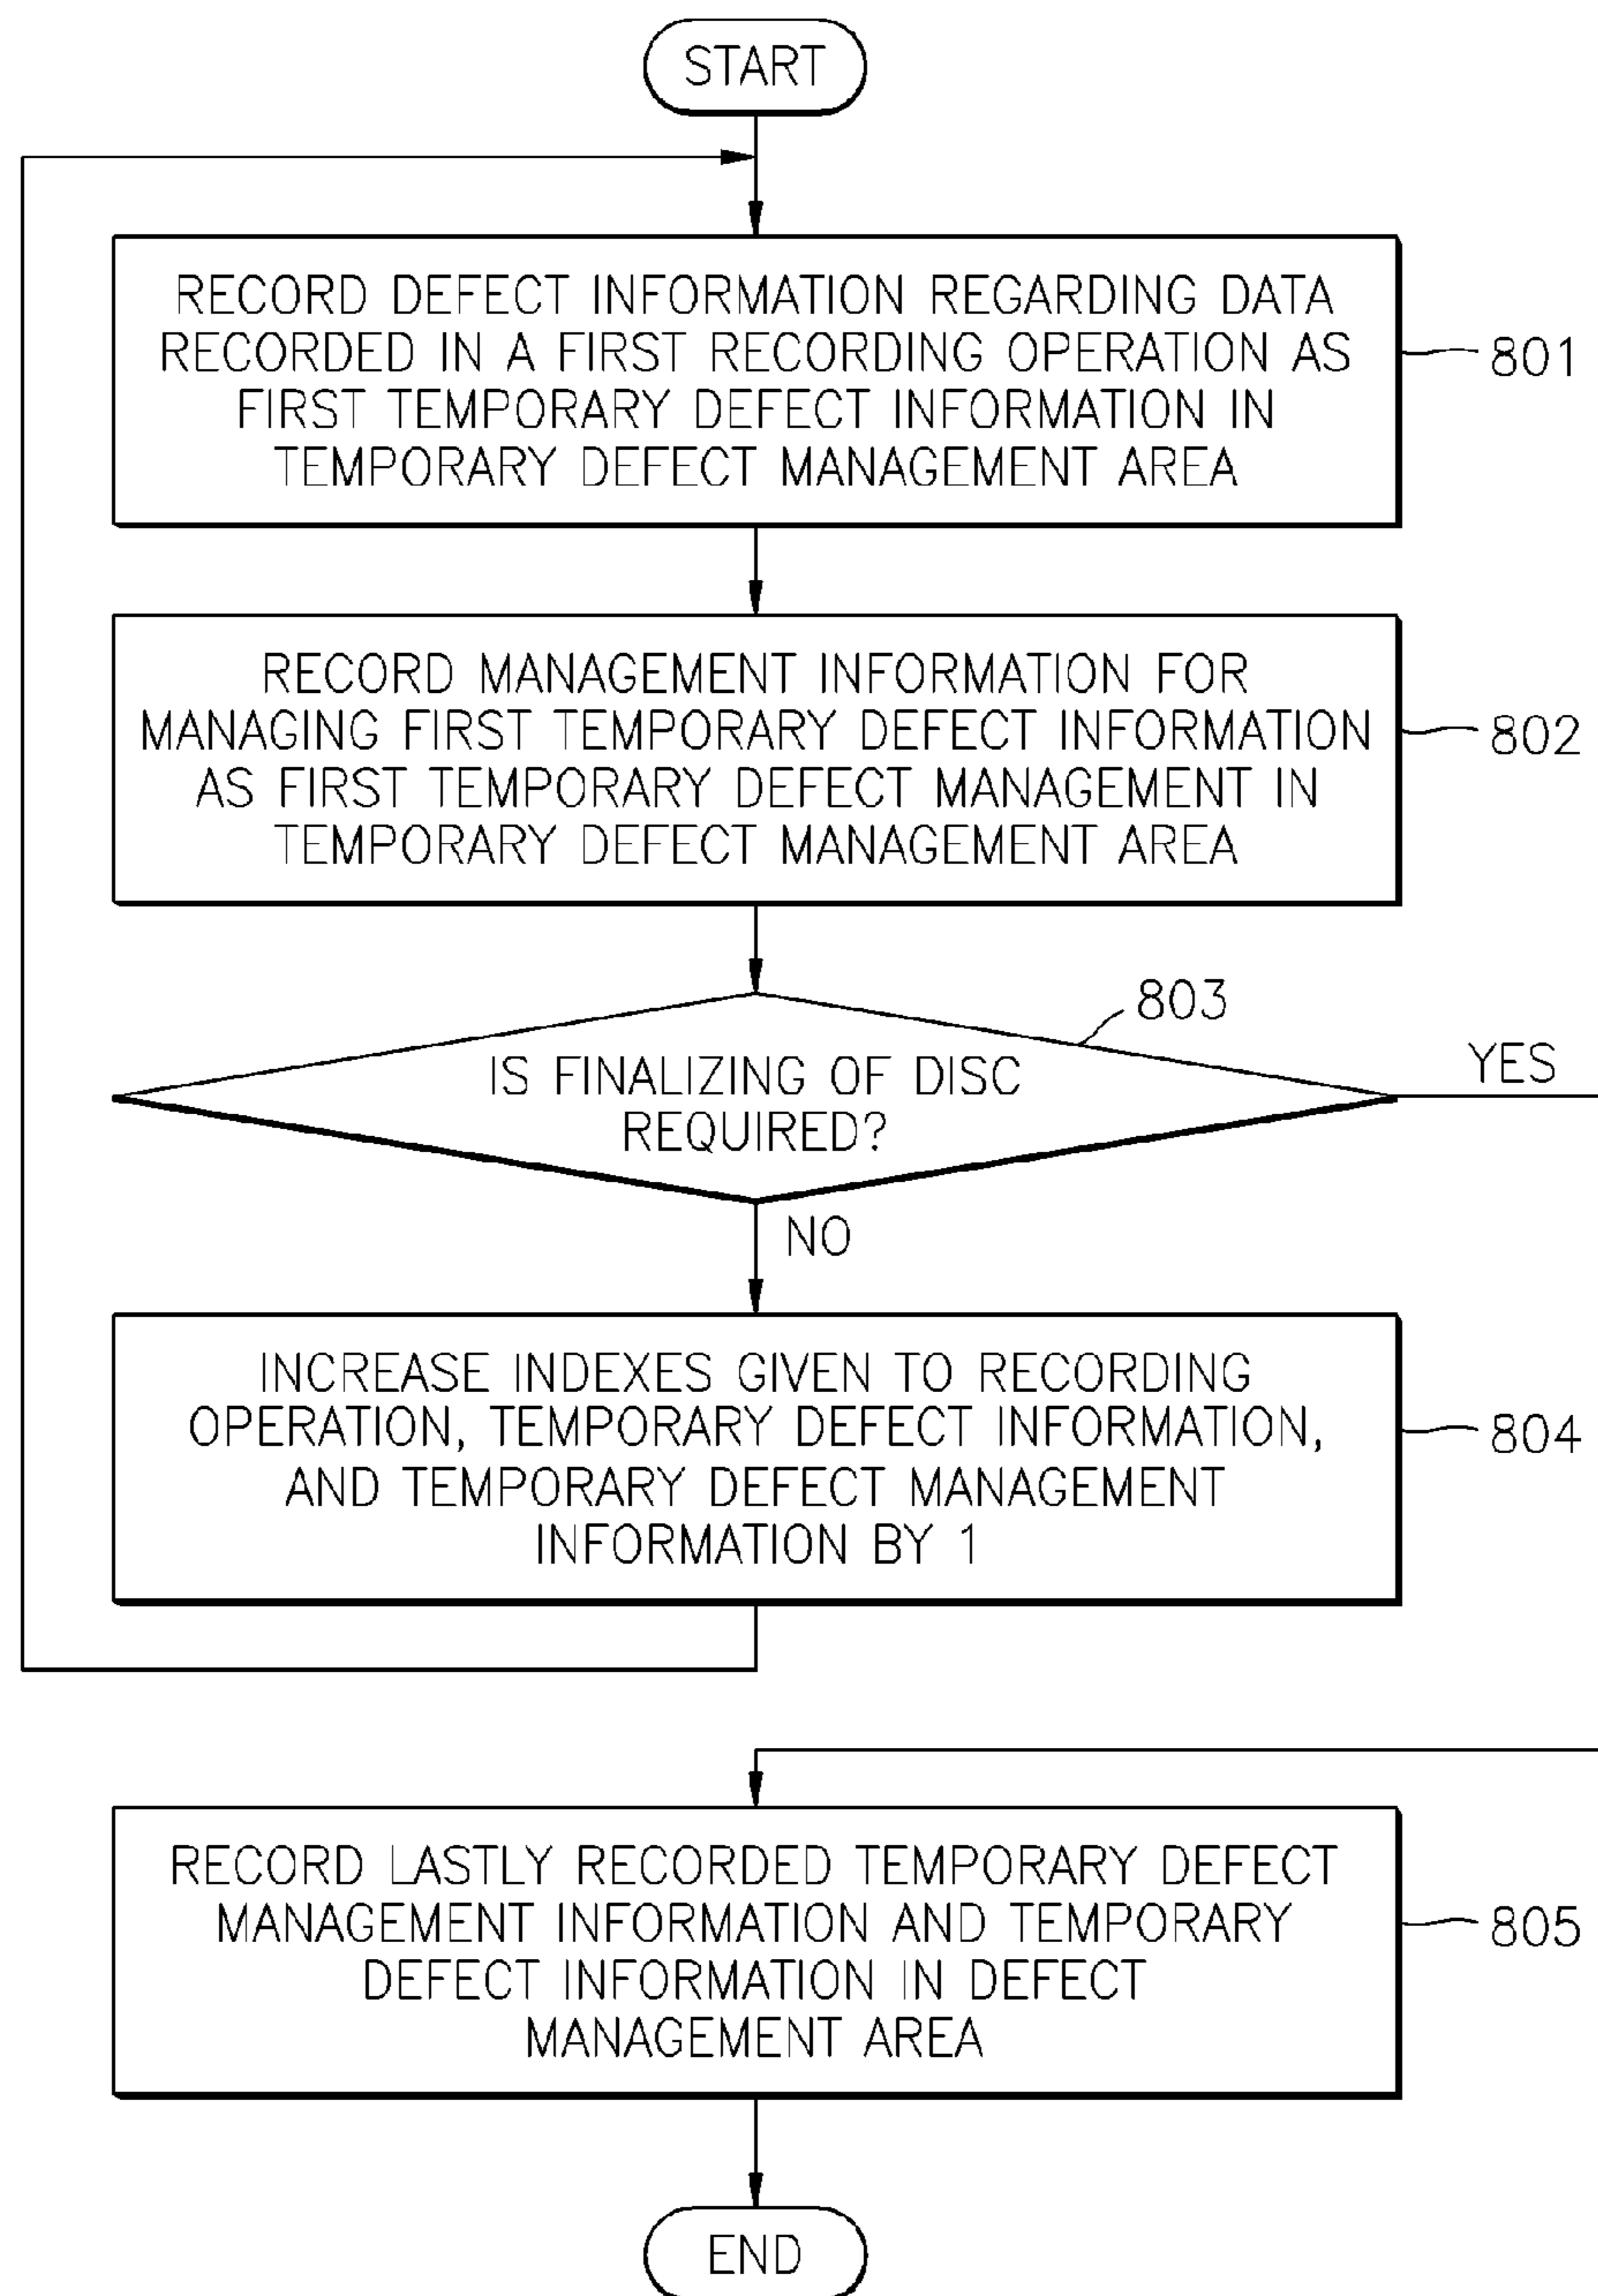 START
RECORD DEFECT INFORMATION REGARDING DATA
RECORDED IN A FIRST RECORDING OPERATION AS
FIRST TEMPORARY DEFECT INFORMATION IN
TEMPORARY DEFECT MANAGEMENT AREA
801
RECORD MANAGEMENT INFORMATION FOR
MANAGING FIRST TEMPORARY DEFECT INFORMATION
AS FIRST TEMPORARY DEFECT MANAGEMENT IN
TEMPORARY DEFECT MANAGEMENT AREA
802
803
IS FINALIZING OF DISC
REQUIRED?
YES
NO
INCREASE INDEXES GIVEN TO RECORDING
OPERATION, TEMPORARY DEFECT INFORMATION,
AND TEMPORARY DEFECT MANAGEMENT
INFORMATION BY 1
804
RECORD LASTLY RECORDED TEMPORARY DEFECT
MANAGEMENT INFORMATION AND TEMPORARY
DEFECT INFORMATION IN DEFECT
MANAGEMENT AREA
805
END